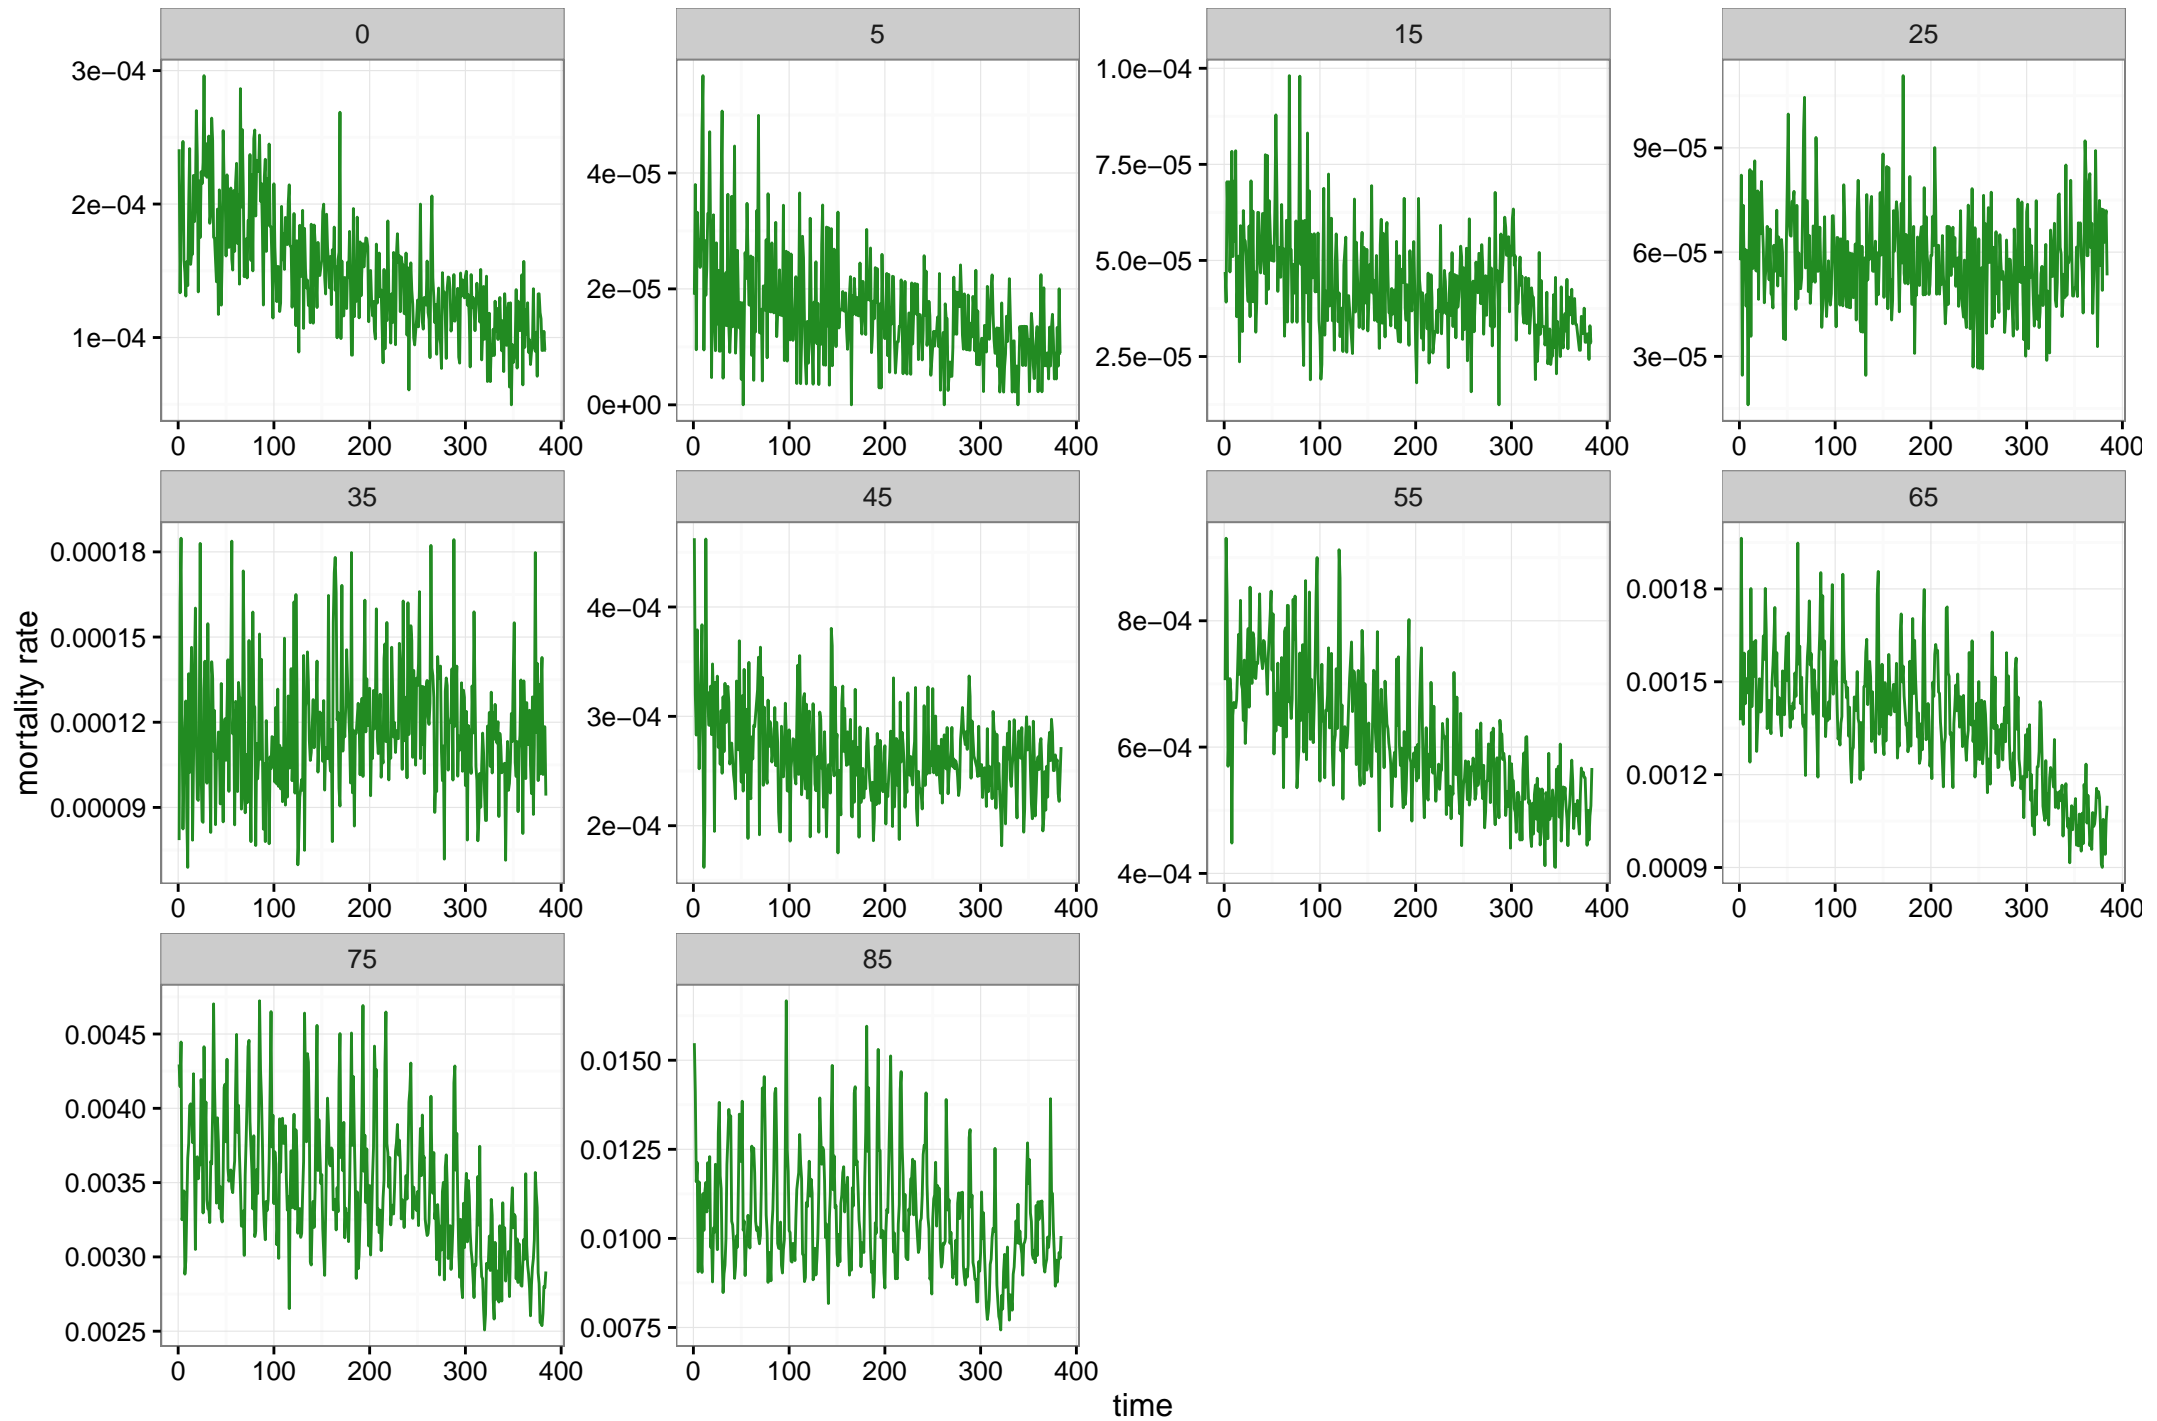 0 5 15 25
3e−04
2e−04
1e−04
4e−05
2e−05
0e+00
1.0e−04
7.5e−05
5.0e−05
2.5e−05
9e−05
6e−05
3e−05
0 100 200 300 400 0 100 200 300 400 0 100 200 300 400 0 100 200 300 400
35 45 55 65
0.00018
0.00015
0.00012
0.00009
4e−04
3e−04
2e−04
8e−04
6e−04
4e−04
0.0018
0.0015
0.0012
0.0009
0 100 200 300 400 0 100 200 300 400 0 100 200 300 400 0 100 200 300 400
75 85
0.0045
0.0040
0.0035
0.0030
0.0025
0.0150
0.0125
0.0100
0.0075
0 100 200 300 400 0 100 200 300 400
mortality rate
time